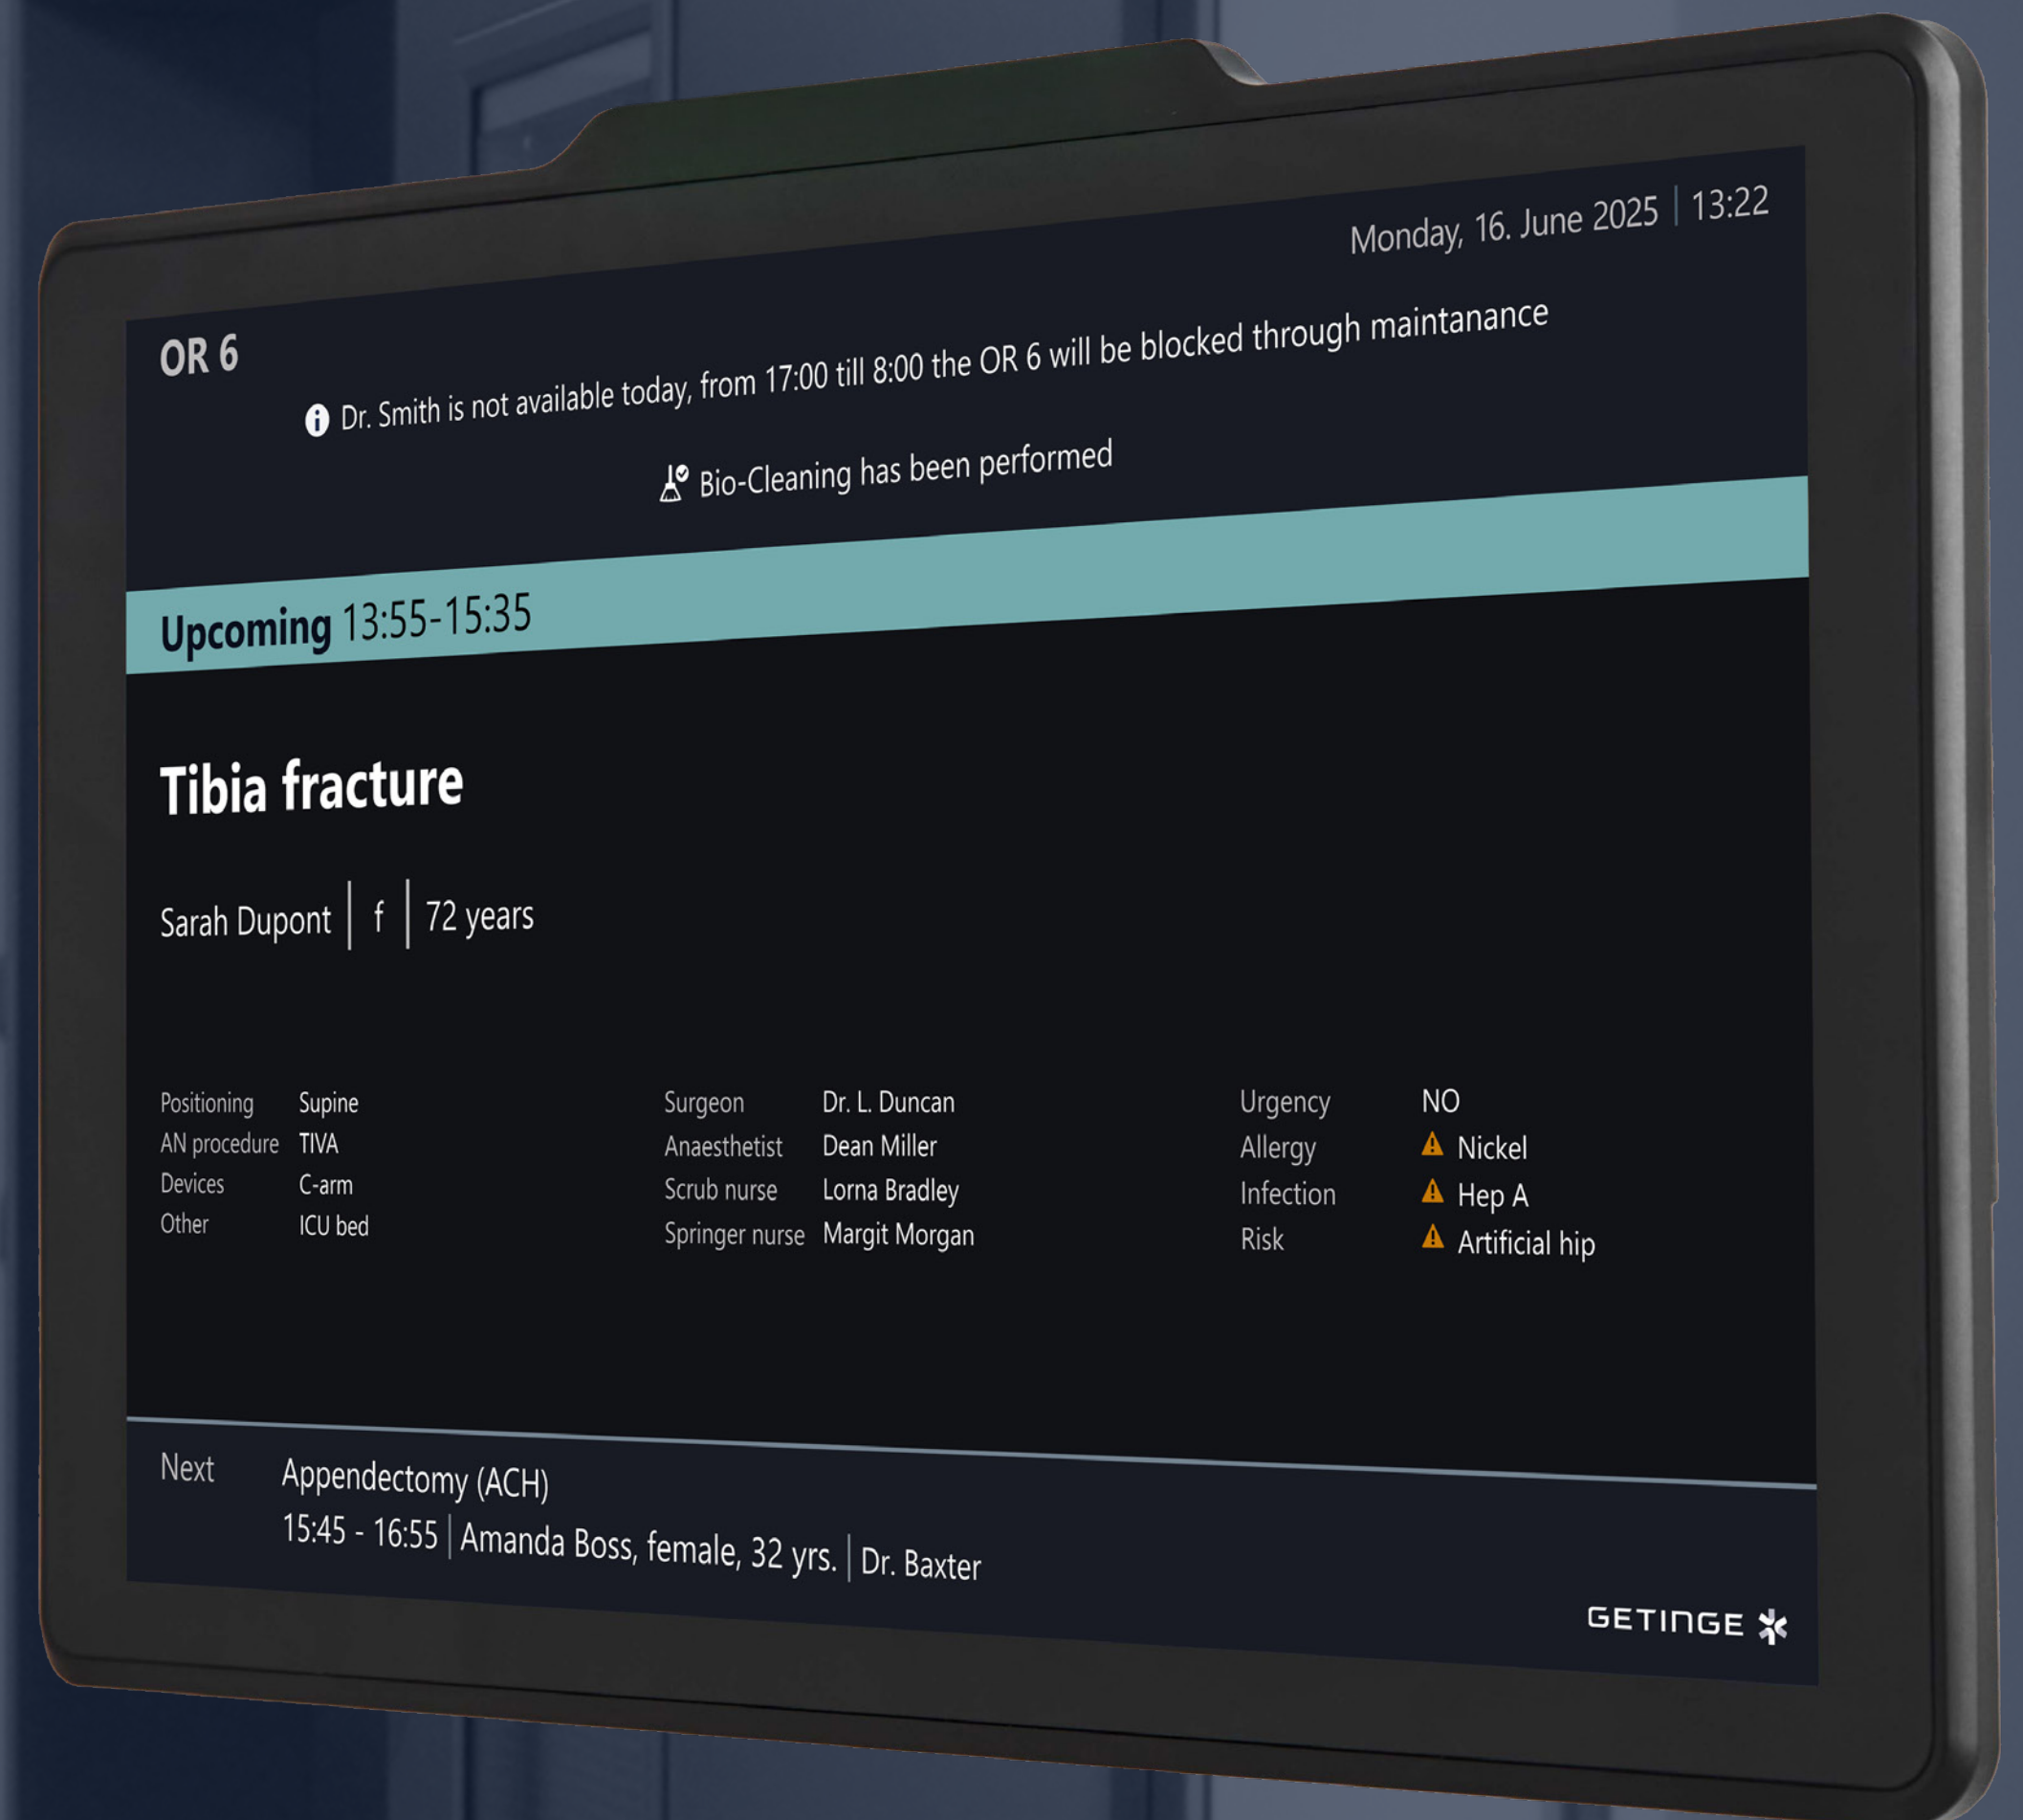 Monday, 16. June 2025 | 13:22
OR 6
Dr. Smith is not available today, from 17:00 till 8:00 the OR 6 will be blocked through maintanance
Bio-Cleaning has been performed
Upcoming 13:55-15:35
Tibia fracture
Sarah Dupont | f | 72 years
Positioning Supine
AN procedure TIVA
Devices C-arm
Other ICU bed
Surgeon Dr. L. Duncan
Anaesthetist Dean Miller
Scrub nurse Lorna Bradley
Springer nurse Margit Morgan
Urgency NO
Allergy Nickel
Infection Hep A
Risk Artificial hip
Next Appendectomy (ACH)
15:45 - 16:55 | Amanda Boss, female, 32 yrs. | Dr. Baxter
GETINGE